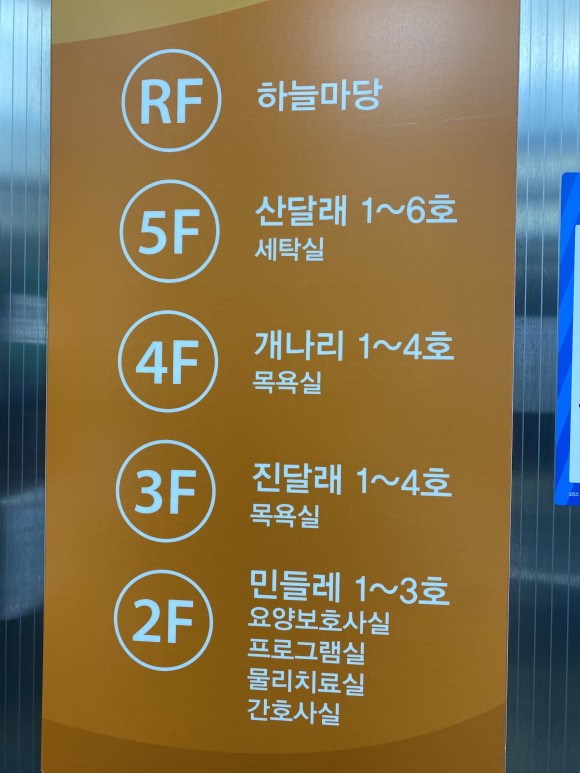 RF 하늘마당
5F 산달래 1~6호
세탁실
4F 개나리 1~4호
목욕실
3F 진달래 1~4호
목욕실
2F 민들레 1~3호
요양보호사실
프로그램실
물리치료실
간호사실